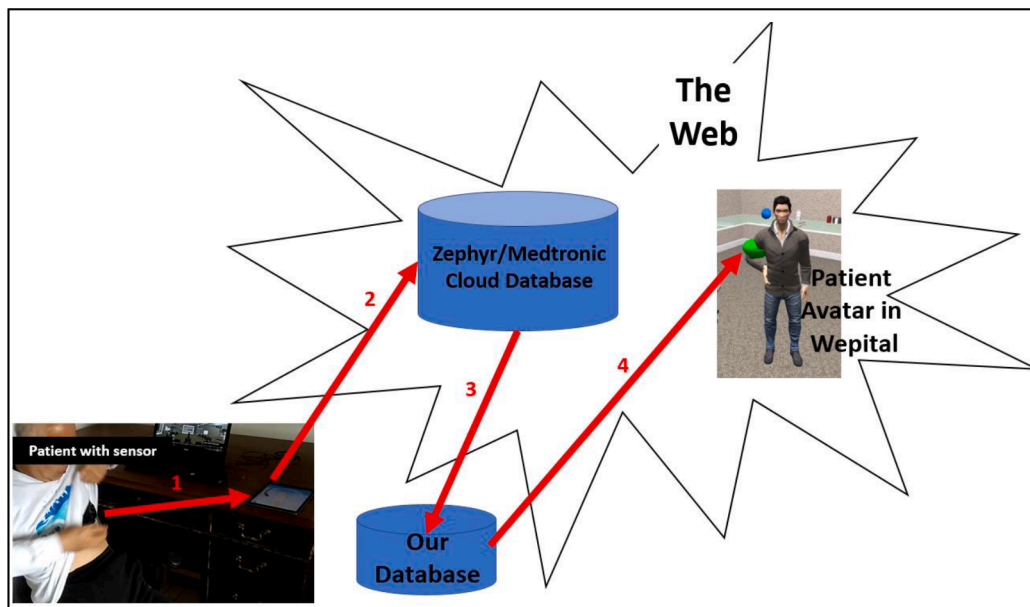 The
Web
Zephyr/Medtronic
Cloud Database
2
Patient
Avatar in
Wepital
4
3
Patient with sensor
1
Our
Database